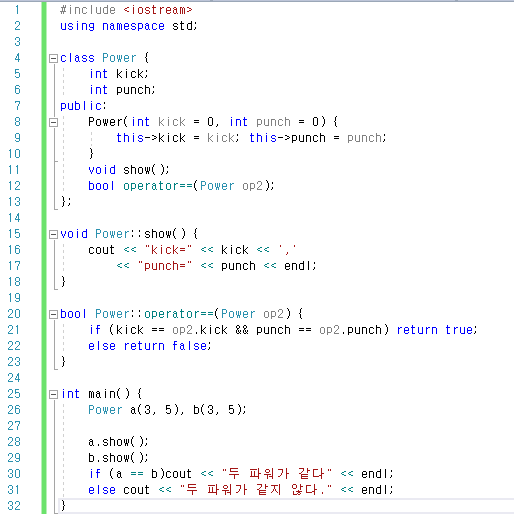 1 #include <iostream>
2 using namespace std;
3
4 class Power {
5 int kick;
6 int punch;
7 public:
8 Power(int kick = 0, int punch = 0) {
9 this->kick = kick; this->punch = punch;
10 }
11 void show();
12 bool operator==(Power op2);
13 };
14
15 void Power::show() {
16 cout << "kick=" << kick << ','
17 << "punch=" << punch << endl;
18 }
19
20 bool Power::operator==(Power op2) {
21 if (kick == op2.kick && punch == op2.punch) return true;
22 else return false;
23 }
24
25 int main() {
26 Power a(3, 5), b(3, 5);
27
28 a.show();
29 b.show();
30 if (a == b)cout << "두 파워가 같다" << endl;
31 else cout << "두 파워가 같지 않다." << endl;
32 }